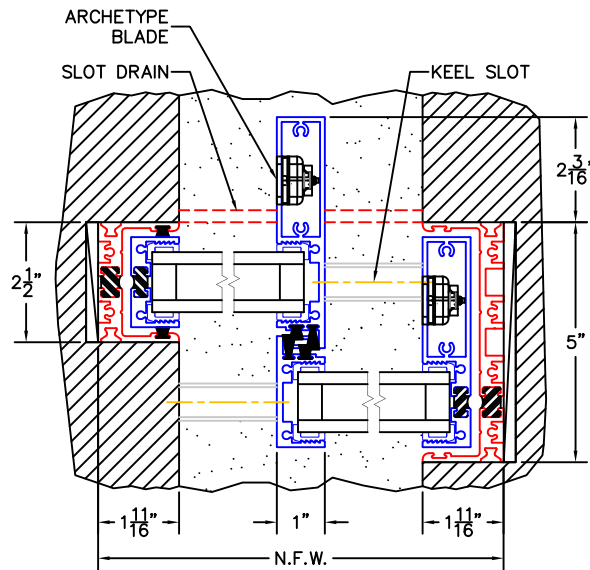 ARCHETYPE
BLADE
SLOT DRAIN
KEEL SLOT
2 3/16"
2 1/2"
5"
1 11/16"
1"
1 11/16"
N.F.W.